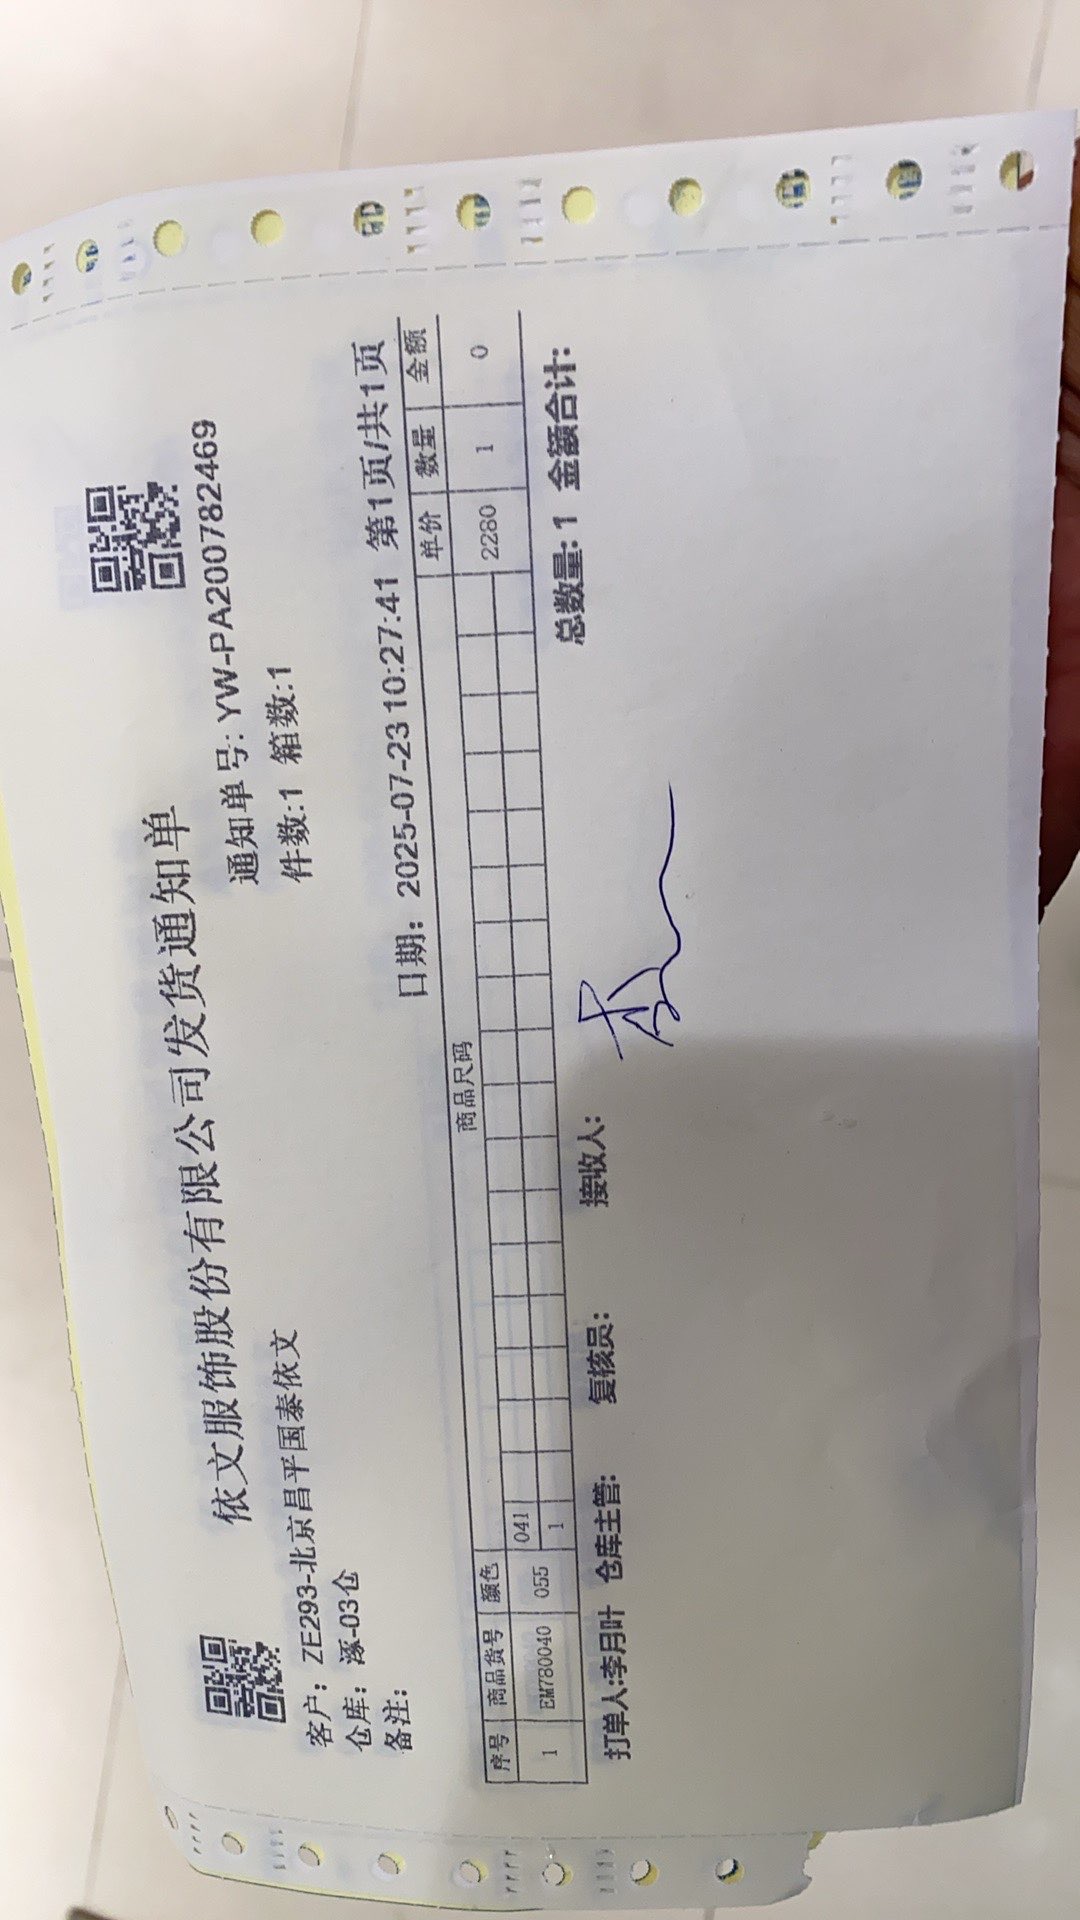 依文服饰股份有限公司发货通知单
通知单号: YW-PA200782469
客户: ZE293-北京昌平国泰依文
件数:1 箱数:1
仓库: 涿-03仓
备注:
日期: 2025-07-23 10:27:41 第1页/共1页
序号 商品货号 颜色 商品尺码 单价 数量 金额
041
1 EM780040 055 1 2280 1 0
总数量: 1 金额合计:
打单人:李月叶 仓库主管: 复核员: 接收人: